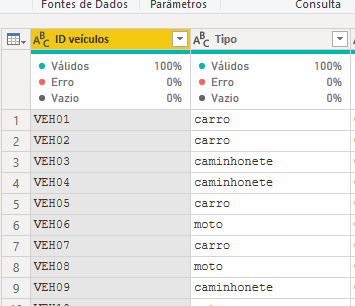 Fontes de Dados Parâmetros Consulta
ABC ID veículos ABC Tipo
Válidos 100% Válidos 100%
Erro 0% Erro 0%
Vazio 0% Vazio 0%
1 VEH01 carro
2 VEH02 carro
3 VEH03 caminhonete
4 VEH04 caminhonete
5 VEH05 carro
6 VEH06 moto
7 VEH07 carro
8 VEH08 moto
9 VEH09 caminhonete